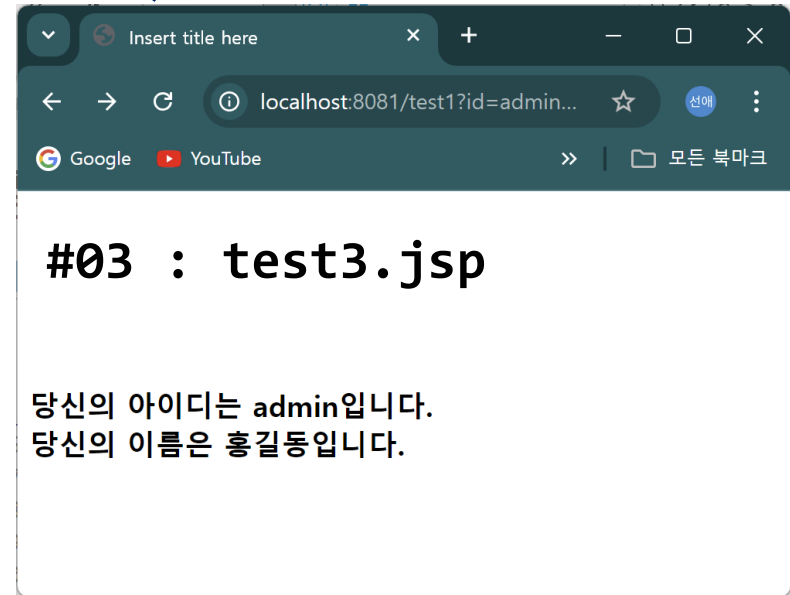 Insert title here
localhost:8081/test1?id=admin...
선애
Google YouTube » 모든 북마크
#03 : test3.jsp
당신의 아이디는 admin입니다.
당신의 이름은 홍길동입니다.